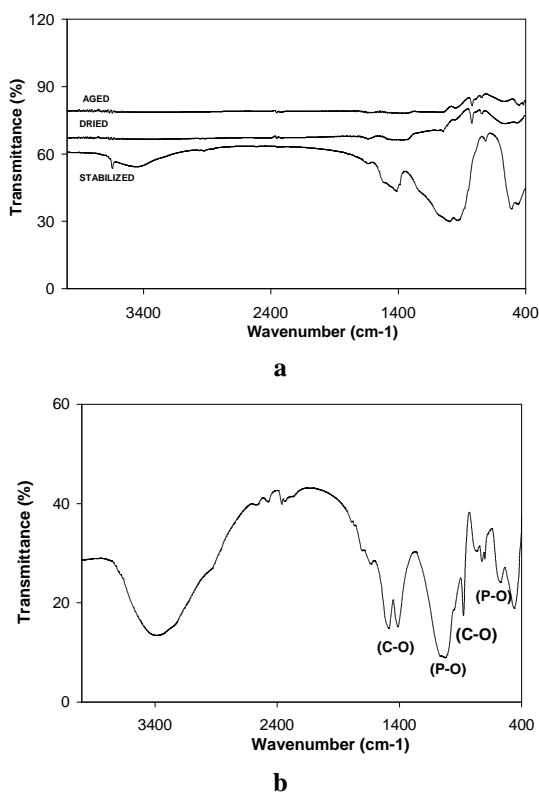 120
90
60
30
0
Transmittance (%)
AGED
DRIED
STABILIZED
3400 2400 1400 400
Wavenumber (cm-1)
a
60
40
20
0
Transmittance (%)
(C-O)
(P-O)
(C-O)
(P-O)
3400 2400 1400 400
Wavenumber (cm-1)
b